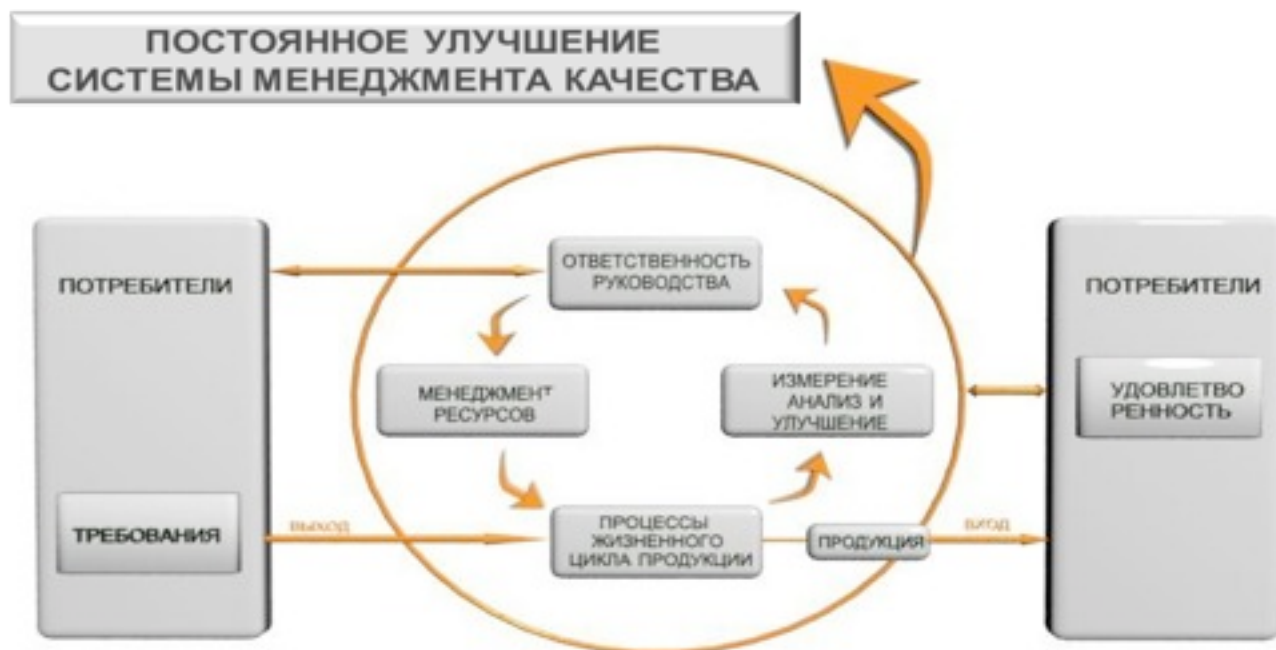 ПОСТОЯННОЕ УЛУЧШЕНИЕ
СИСТЕМЫ МЕНЕДЖМЕНТА КАЧЕСТВА
ПОТРЕБИТЕЛИ
ТРЕБОВАНИЯ
ВЫХОД
ОТВЕТСТВЕННОСТЬ
РУКОВОДСТВА
МЕНЕДЖМЕНТ
РЕСУРСОВ
ИЗМЕРЕНИЕ
АНАЛИЗ И
УЛУЧШЕНИЕ
ПРОЦЕССЫ
ЖИЗНЕННОГО
ЦИКЛА ПРОДУКЦИИ
ПРОДУКЦИЯ
ВХОД
ПОТРЕБИТЕЛИ
УДОВЛЕТВО
РЕННОСТЬ